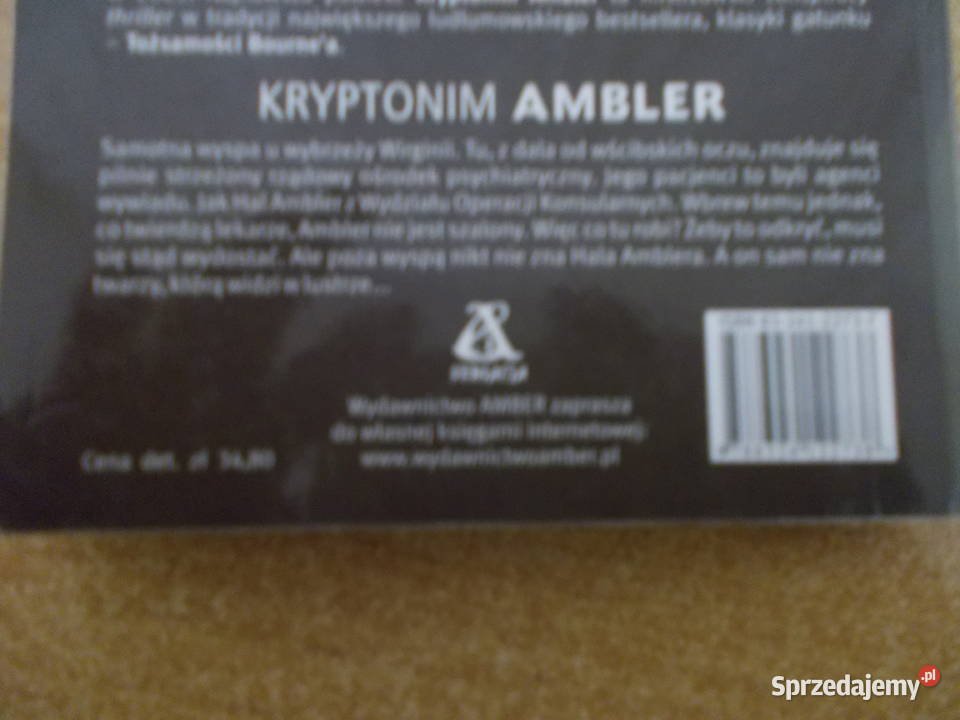 Kryptonim Ambler to
thriller w tradycji największego ludlumowskiego bestsellera, klasyki gatunku
– Tożsamości Bourne'a.
KRYPTONIM AMBLER
Samotna wyspa u wybrzeży Wirginii. Tu, z dala od wścibskich oczu, znajduje się
pilnie strzeżony rządowy ośrodek psychiatryczny. Jego pacjenci to byli agenci
wywiadu. Jak Hal Ambler z Wydziału Operacji Konsularnych. Wbrew temu jednak,
co twierdzą lekarze, Ambler nie jest szalony. Więc co tu robi? Żeby to odkryć, musi
się stąd wydostać. Ale poza wyspą nikt nie zna Hala Amblera. A on sam nie zna
twarzy, którą widzi w lustrze...
Wydawnictwo AMBER zaprasza
do własnej księgarni internetowej:
www.wydawnictwoamber.pl
Cena det. zł 34,80
Sprzedajemy.pl